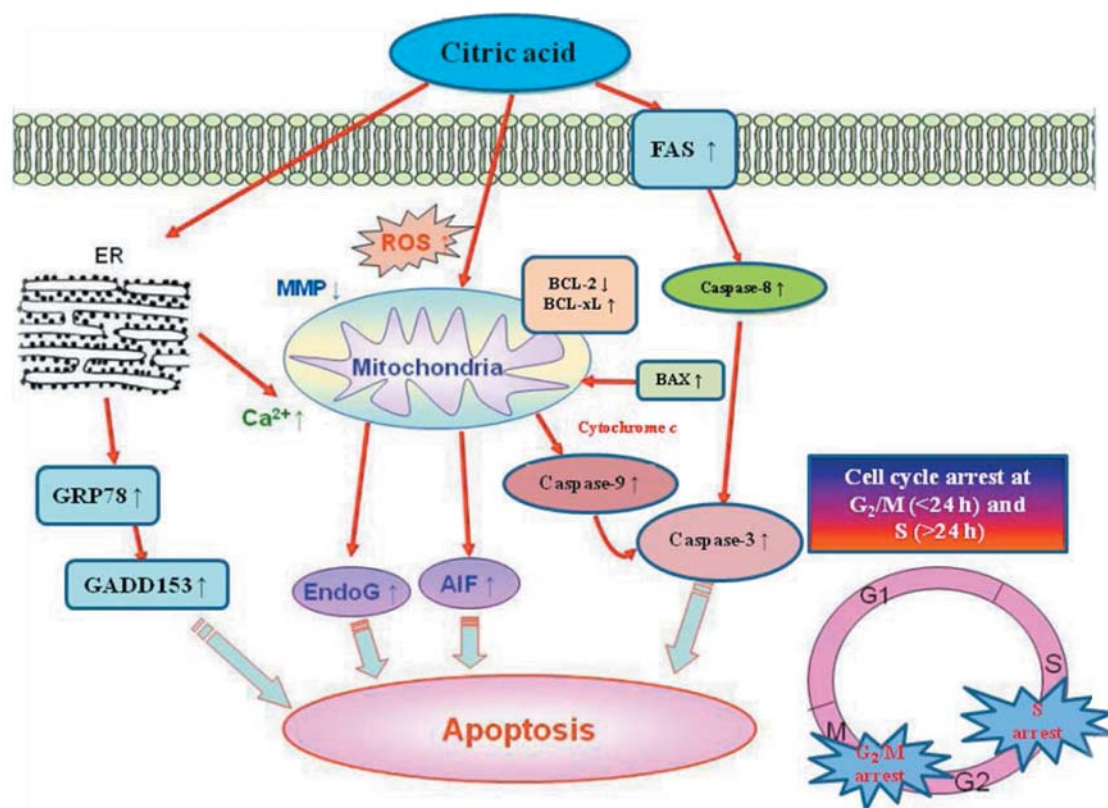 Citric acid
FAS ↑
ER
ROS ↑
MMP ↓
BCL-2 ↓
BCL-xL ↑
Caspase-8 ↑
Mitochondria
BAX ↑
Ca²⁺ ↑
Cytochrome c
GRP78 ↑
Caspase-9 ↑
Cell cycle arrest at
G₂/M (<24 h) and
S (>24 h)
Caspase-3 ↑
GADD153 ↑
EndoG ↑
AIF ↑
G1
S
S
arrest
M
G₂/M
arrest
G2
Apoptosis